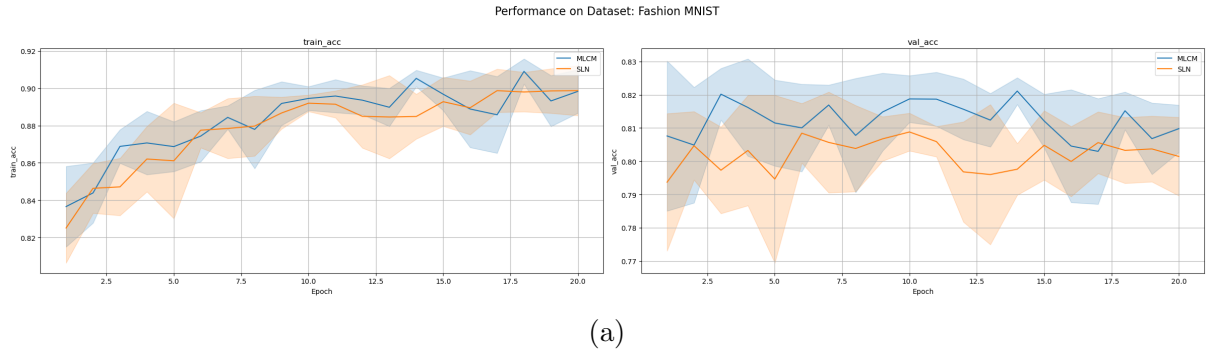 Performance on Dataset: Fashion MNIST
train_acc
0.92
0.90
0.88
0.86
0.84
0.82
train_acc
2.5 5.0 7.5 10.0 12.5 15.0 17.5 20.0
Epoch
MLCM
SLN
val_acc
0.83
0.82
0.81
0.80
0.79
0.78
0.77
val_acc
2.5 5.0 7.5 10.0 12.5 15.0 17.5 20.0
Epoch
MLCM
SLN
(a)